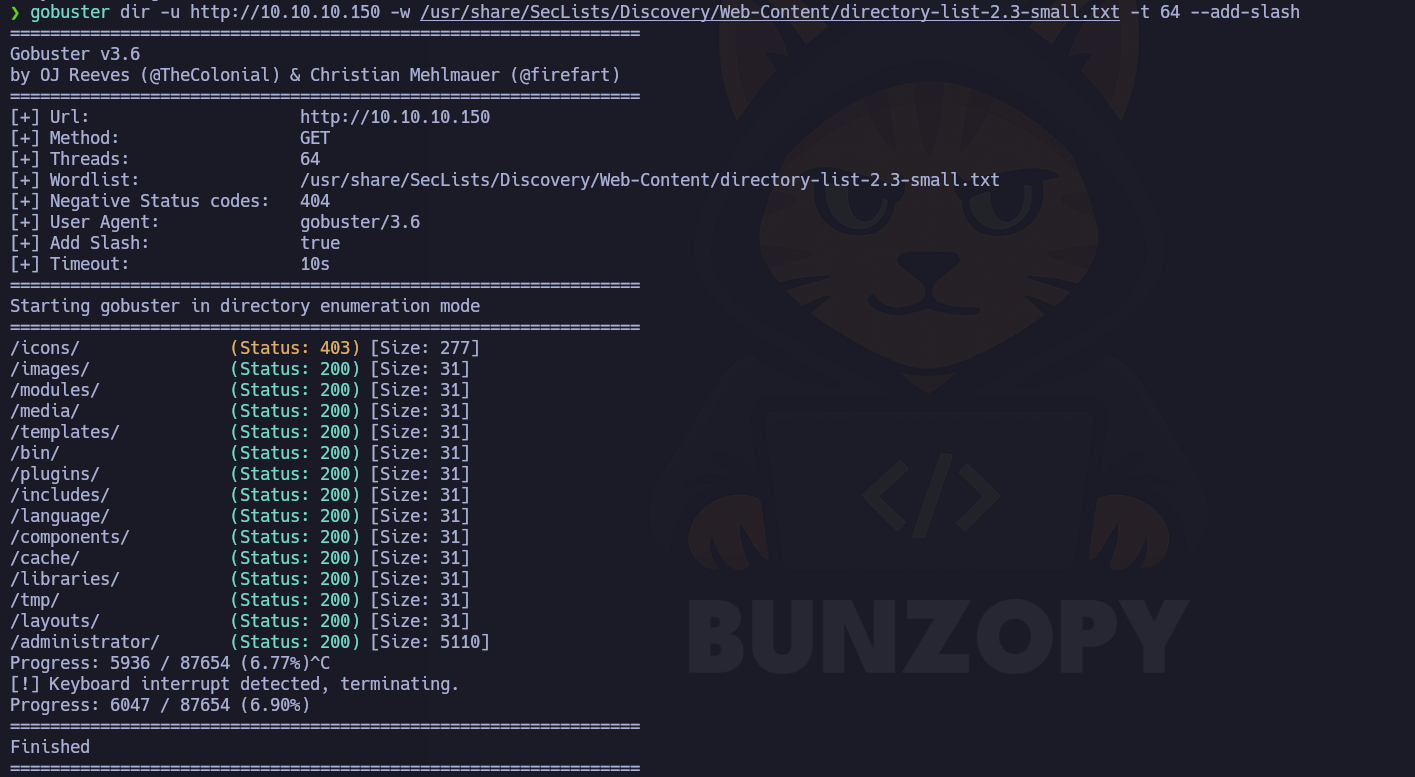 ❯ gobuster dir -u http://10.10.10.150 -w /usr/share/SecLists/Discovery/Web-Content/directory-list-2.3-small.txt -t 64 --add-slash
===============================================================
Gobuster v3.6
by OJ Reeves (@TheColonial) & Christian Mehlmauer (@firefart)
===============================================================
[+] Url:                     http://10.10.10.150
[+] Method:                  GET
[+] Threads:                 64
[+] Wordlist:                /usr/share/SecLists/Discovery/Web-Content/directory-list-2.3-small.txt
[+] Negative Status codes:   404
[+] User Agent:              gobuster/3.6
[+] Add Slash:               true
[+] Timeout:                 10s
===============================================================
Starting gobuster in directory enumeration mode
===============================================================
/icons/               (Status: 403) [Size: 277]
/images/              (Status: 200) [Size: 31]
/modules/             (Status: 200) [Size: 31]
/media/               (Status: 200) [Size: 31]
/templates/           (Status: 200) [Size: 31]
/bin/                 (Status: 200) [Size: 31]
/plugins/             (Status: 200) [Size: 31]
/includes/            (Status: 200) [Size: 31]
/language/            (Status: 200) [Size: 31]
/components/          (Status: 200) [Size: 31]
/cache/               (Status: 200) [Size: 31]
/libraries/           (Status: 200) [Size: 31]
/tmp/                 (Status: 200) [Size: 31]
/layouts/             (Status: 200) [Size: 31]
/administrator/       (Status: 200) [Size: 5110]
Progress: 5936 / 87654 (6.77%)^C
[!] Keyboard interrupt detected, terminating.
Progress: 6047 / 87654 (6.90%)
===============================================================
Finished
===============================================================
</>
BUNZOPY